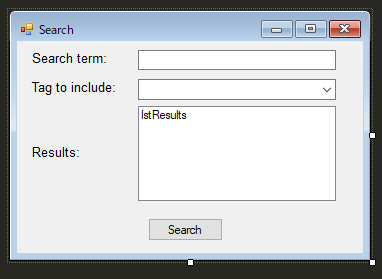 Search
Search term:
Tag to include:
lstResults
Results:
Search